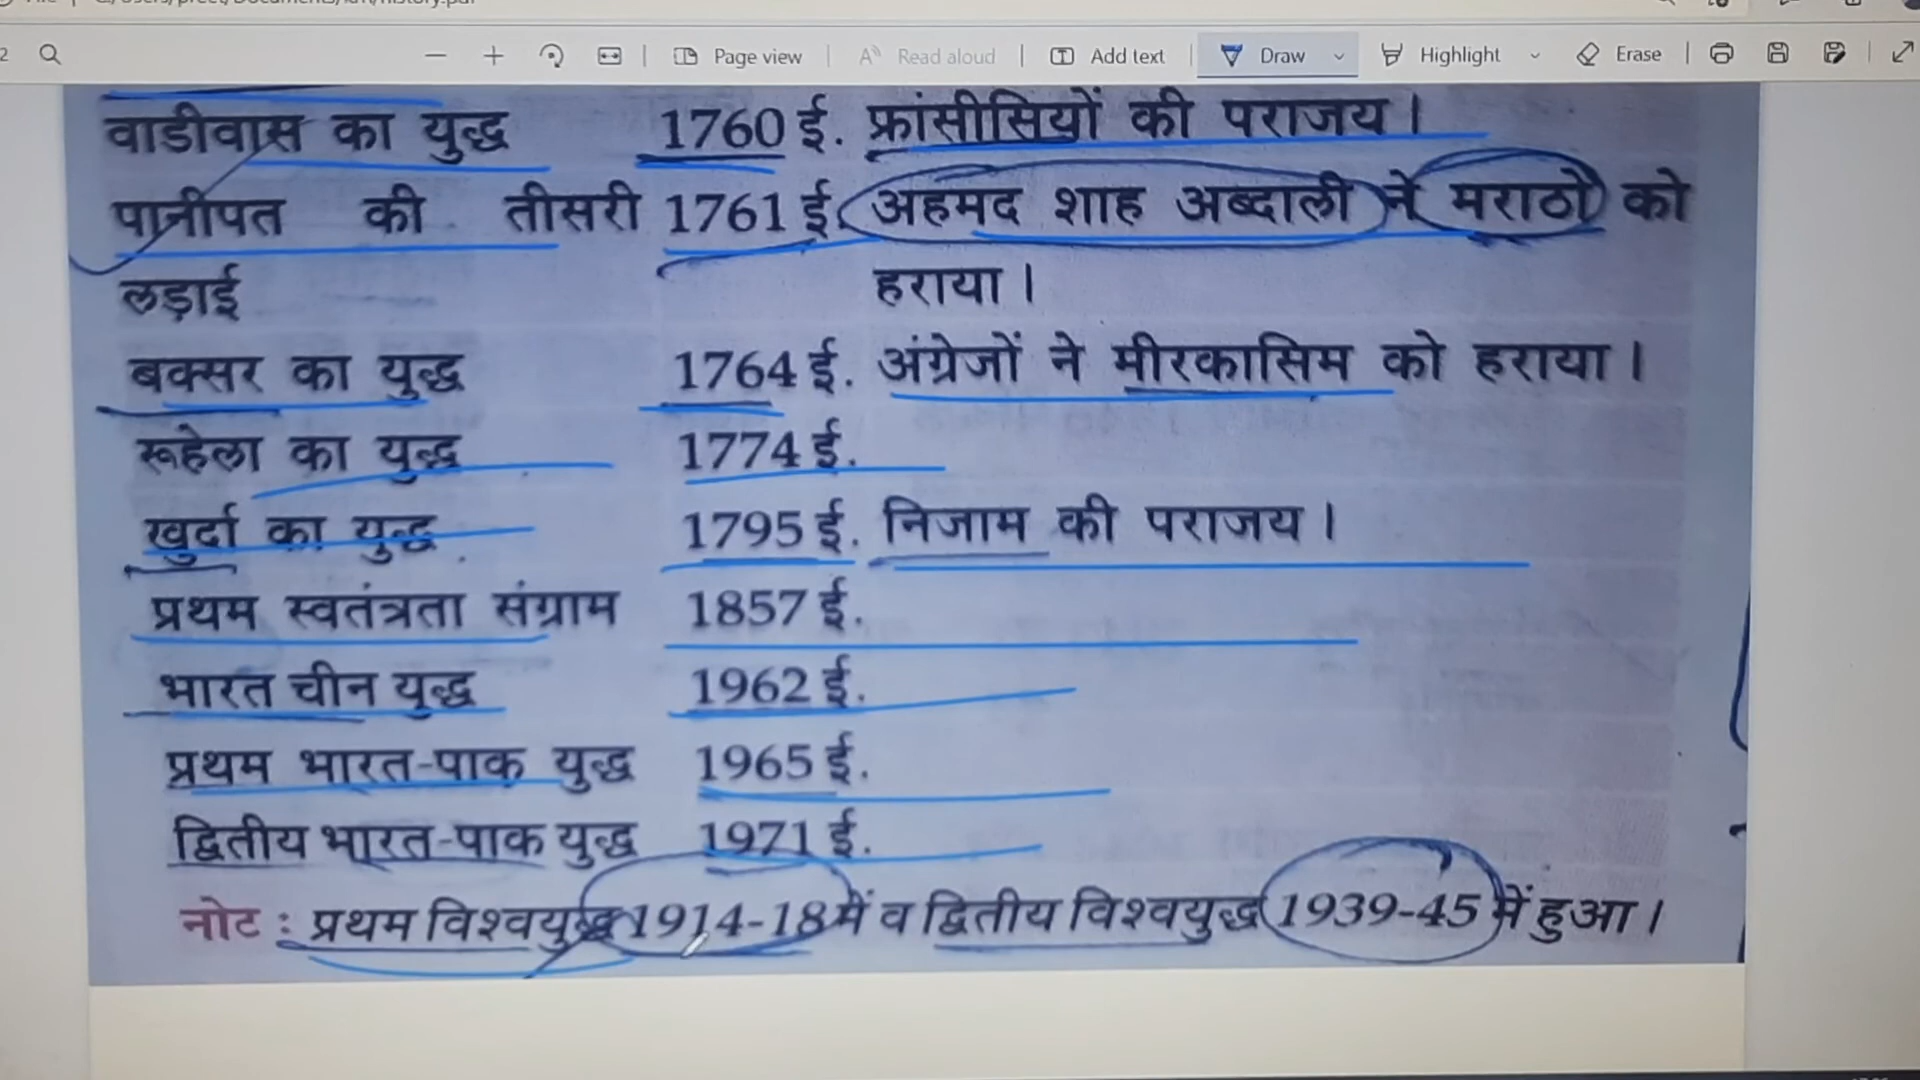 Page view Read aloud Add text Draw Highlight Erase
वाडीवास का युद्ध 1760 ई. फ्रांसीसियों की पराजय।
पानीपत की तीसरी 1761 ई. अहमद शाह अब्दाली ने मराठों को
लड़ाई हराया।
बक्सर का युद्ध 1764 ई. अंग्रेजों ने मीरकासिम को हराया।
रूहेला का युद्ध 1774 ई.
खुर्दा का युद्ध 1795 ई. निजाम की पराजय।
प्रथम स्वतंत्रता संग्राम 1857 ई.
भारत चीन युद्ध 1962 ई.
प्रथम भारत-पाक युद्ध 1965 ई.
द्वितीय भारत-पाक युद्ध 1971 ई.
नोट : प्रथम विश्वयुद्ध 1914-18 में व द्वितीय विश्वयुद्ध 1939-45 में हुआ।